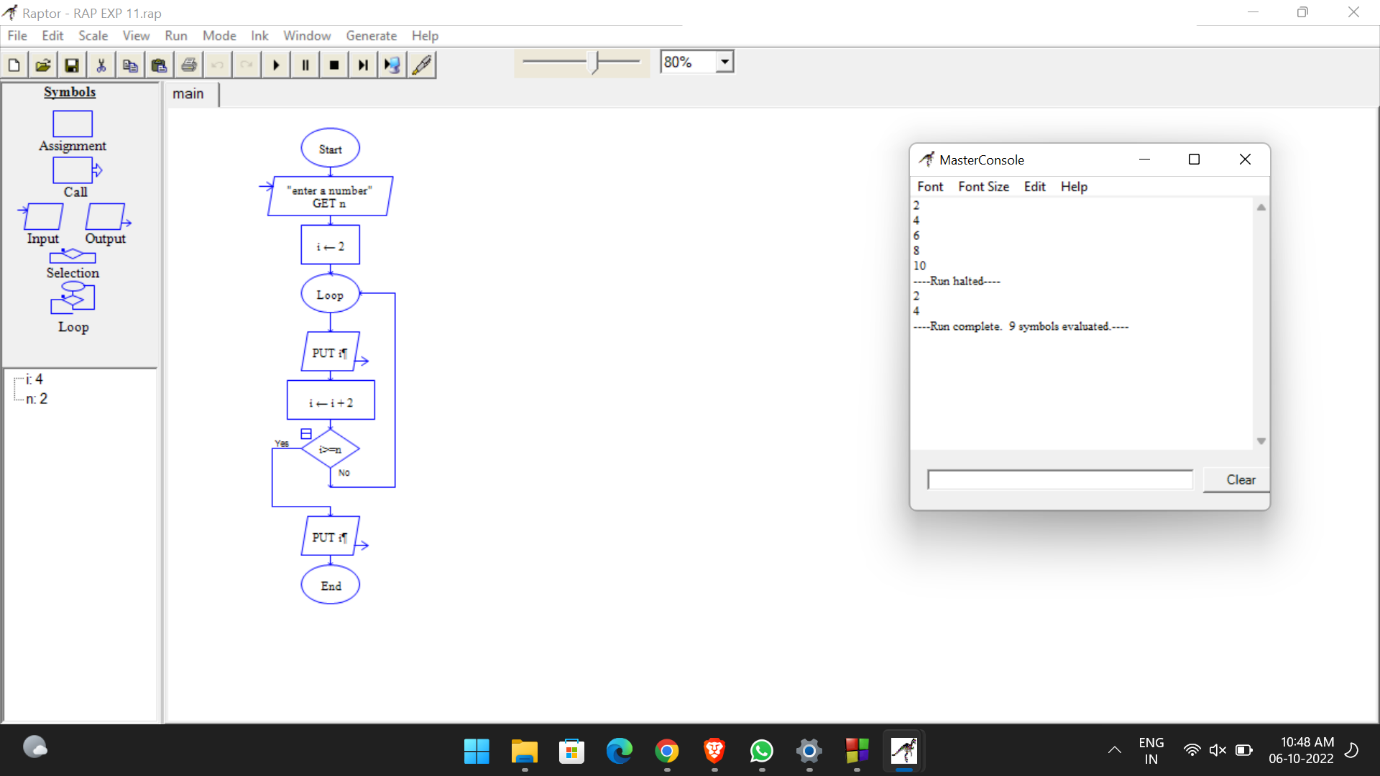 Raptor - RAP EXP 11.rap
File Edit Scale View Run Mode Ink Window Generate Help
80%
Symbols
Assignment
Call
Input Output
Selection
Loop
i: 4
n: 2
main
Start
"enter a number"
GET n
i ← 2
Loop
PUT i¶
i ← i + 2
Yes
i>=n
No
PUT i¶
End
MasterConsole
Font Font Size Edit Help
2
4
6
8
10
----Run halted----
2
4
----Run complete. 9 symbols evaluated.----
Clear
ENG
IN
10:48 AM
06-10-2022